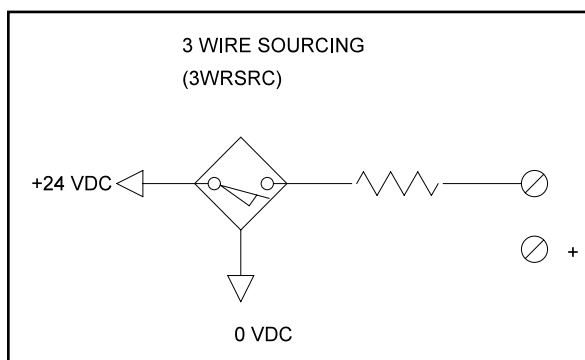 3 WIRE SOURCING
(3WRSRC)
+24 VDC
+
0 VDC